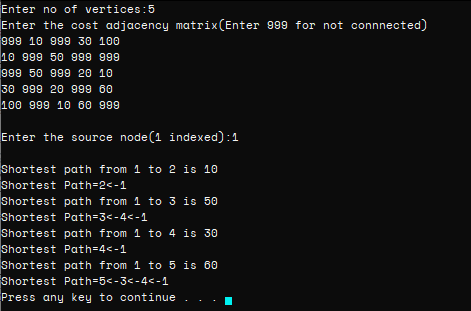 Enter no of vertices:5
Enter the cost adjacency matrix(Enter 999 for not connnected)
999 10 999 30 100
10 999 50 999 999
999 50 999 20 10
30 999 20 999 60
100 999 10 60 999
Enter the source node(1 indexed):1
Shortest path from 1 to 2 is 10
Shortest Path=2<-1
Shortest path from 1 to 3 is 50
Shortest Path=3<-4<-1
Shortest path from 1 to 4 is 30
Shortest Path=4<-1
Shortest path from 1 to 5 is 60
Shortest Path=5<-3<-4<-1
Press any key to continue . . .